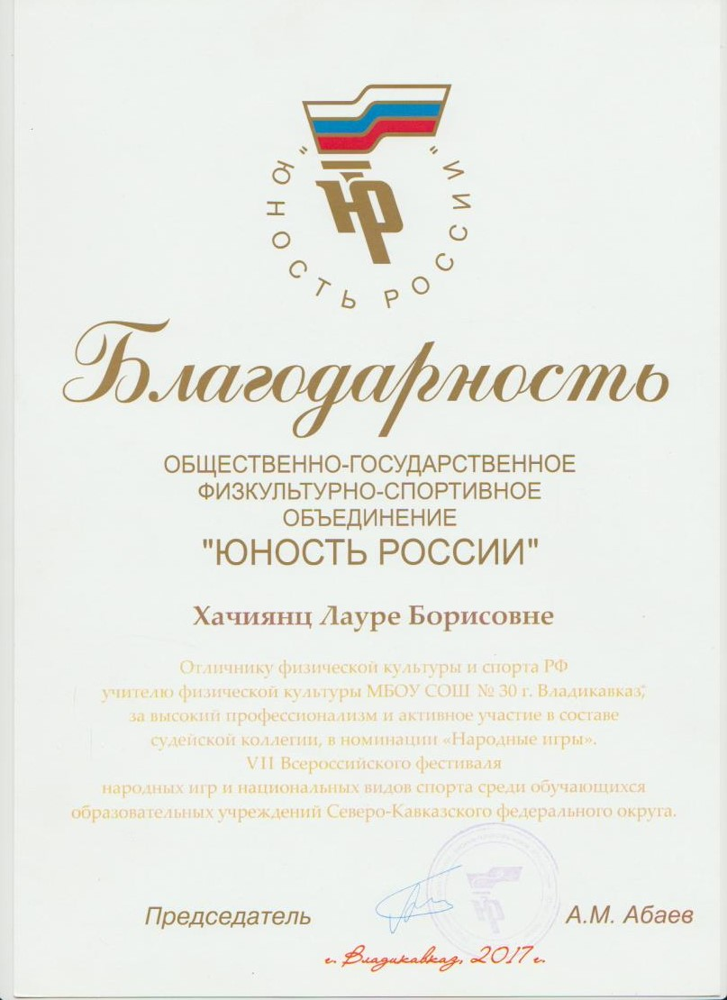 "ЮНОСТЬ РОССИИ"
Благодарность
ОБЩЕСТВЕННО-ГОСУДАРСТВЕННОЕ
ФИЗКУЛЬТУРНО-СПОРТИВНОЕ
ОБЪЕДИНЕНИЕ
"ЮНОСТЬ РОССИИ"
Хачиянц Лауре Борисовне
Отличнику физической культуры и спорта РФ
учителю физической культуры МБОУ СОШ № 30 г. Владикавказ,
за высокий профессионализм и активное участие в составе
судейской коллегии, в номинации «Народные игры».
VII Всероссийского фестиваля
народных игр и национальных видов спорта среди обучающихся
образовательных учреждений Северо-Кавказского федерального округа.
Председатель А.М. Абаев
г. Владикавказ, 2017 г.